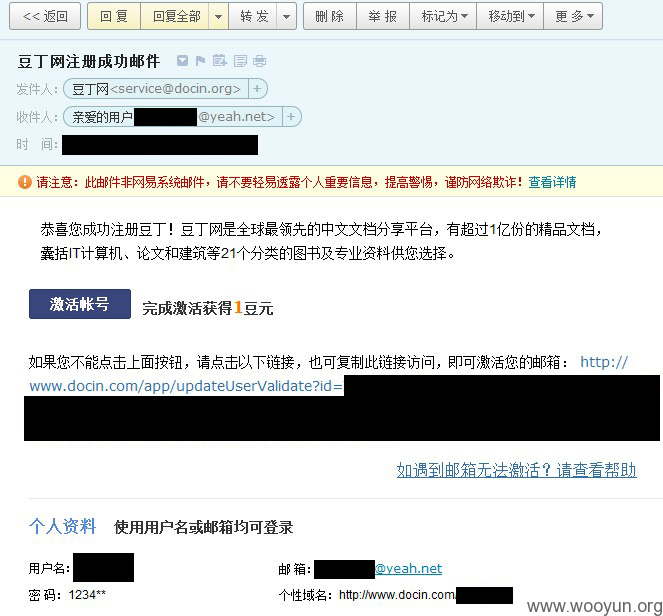 << 返回 回 复 回复全部 转 发 删 除 举 报 标记为 移动到 更 多
豆丁网注册成功邮件
发件人： 豆丁网<service@docin.org> +
收件人： 亲爱的用户 @yeah.net> +
时 间：
请注意：此邮件非网易系统邮件，请不要轻易透露个人重要信息，提高警惕，谨防网络欺诈！查看详情
恭喜您成功注册豆丁！豆丁网是全球最领先的中文文档分享平台，有超过1亿份的精品文档，
囊括IT计算机、论文和建筑等21个分类的图书及专业资料供您选择。
激活帐号 完成激活获得1豆元
如果您不能点击上面按钮，请点击以下链接，也可复制此链接访问，即可激活您的邮箱： http://
www.docin.com/app/updateUserValidate?id=
如遇到邮箱无法激活？请查看帮助
个人资料 使用用户名或邮箱均可登录
用户名： 邮 箱： @yeah.net
密 码：1234** 个性域名：http://www.docin.com/
www.wooyun.org